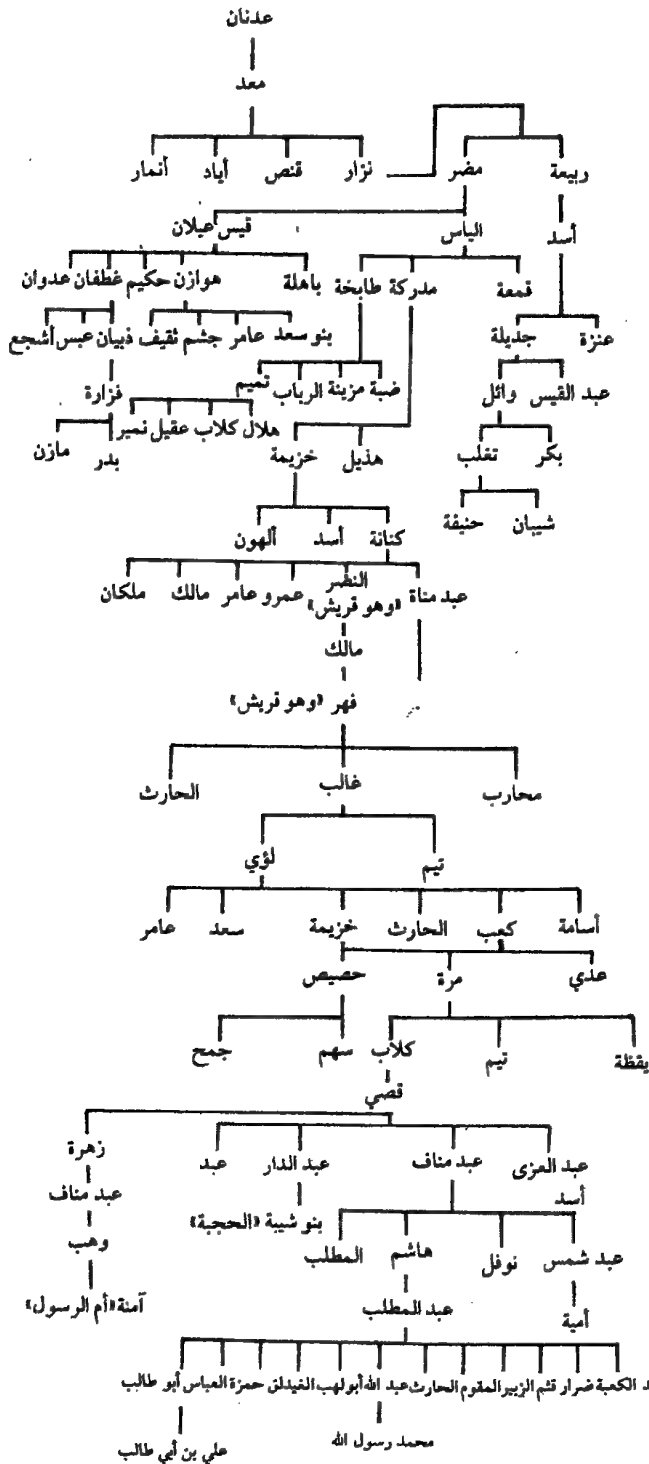 عدنان
معد
ربيعة مضر نزار قنص أياد أنمار
أسد الياس قيس عيلان
قمعة مدركة طابخة باهلة هوازن حكيم غطفان عدوان
عنزة جديلة بنو سعد عامر جشم ثقيف ذبيان عبس أشجع
عبد القيس وائل ضبة مزينة الرباب تميم فزارة
هلال كلاب عقيل نمير
بكر تغلب هذيل خزيمة بدر مازن
شيبان حنيفة كنانة أسد ألهون
عبد مناة النضر عمرو عامر مالك ملكان
«وهو قريش»
مالك
فهر «وهو قريش»
محارب غالب الحارث
تيم لؤي
أسامة كعب الحارث خزيمة سعد عامر
عذي مرة حصيص
يقظة تيم كلاب سهم جمح
قصي
زهرة
عبد العزى عبد مناف عبد الدار عبد
أسد عبد مناف
بنو شيبة «الحجبة»
عبد شمس نوفل هاشم المطلب وهب
أمية عبد المطلب آمنة «أم الرسول»
د الكعبة ضرار قثم الزبير المقوم الحارث عبد الله أبو لهب الغيدلق حمزة العباس أبو طالب
محمد رسول الله علي بن أبي طالب